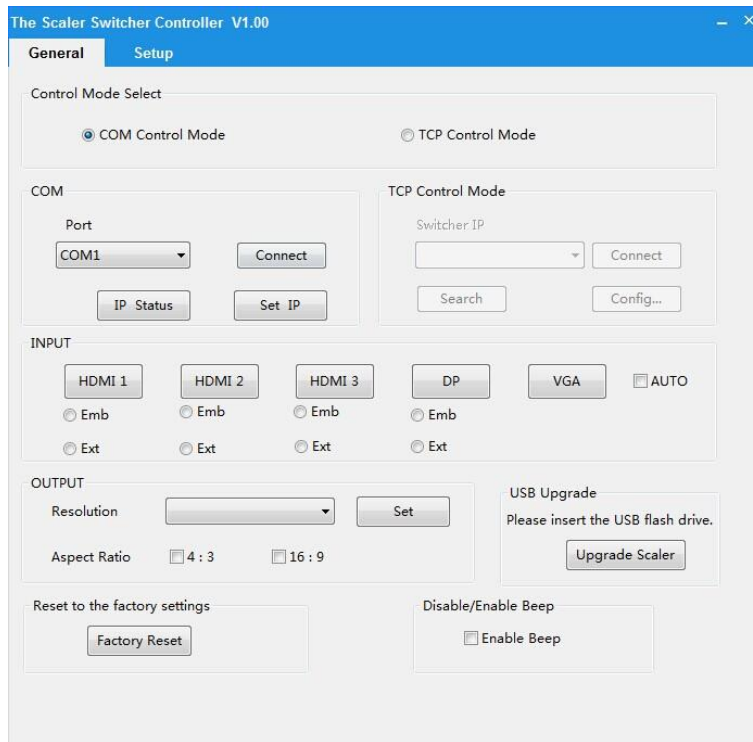 The Scaler Switcher Controller V1.00
General Setup
Control Mode Select
COM Control Mode TCP Control Mode
COM TCP Control Mode
Port Switcher IP
COM1 Connect Connect
IP Status Set IP Search Config...
INPUT
HDMI 1 HDMI 2 HDMI 3 DP VGA AUTO
Emb Emb Emb Emb
Ext Ext Ext Ext
OUTPUT USB Upgrade
Resolution Set Please insert the USB flash drive.
Aspect Ratio 4 : 3 16 : 9 Upgrade Scaler
Reset to the factory settings Disable/Enable Beep
Factory Reset Enable Beep